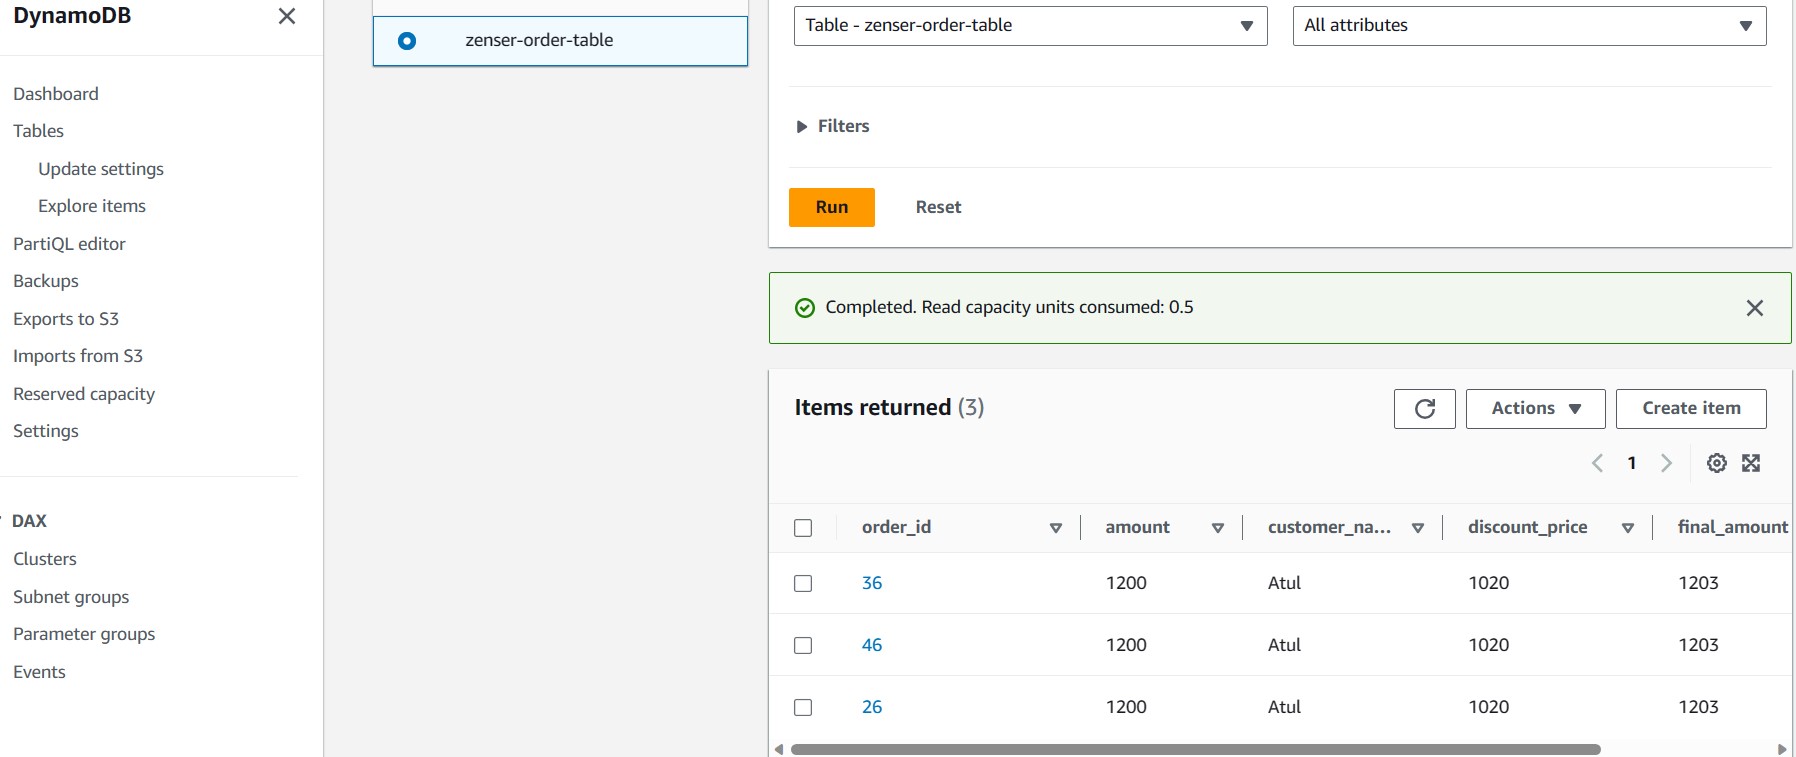 DynamoDB
Dashboard
Tables
Update settings
Explore items
PartiQL editor
Backups
Exports to S3
Imports from S3
Reserved capacity
Settings
DAX
Clusters
Subnet groups
Parameter groups
Events
zenser-order-table
Table - zenser-order-table
All attributes
Filters
Run
Reset
Completed. Read capacity units consumed: 0.5
Items returned (3)
Actions
Create item
1
order_id amount customer_na... discount_price final_amount
36 1200 Atul 1020 1203
46 1200 Atul 1020 1203
26 1200 Atul 1020 1203